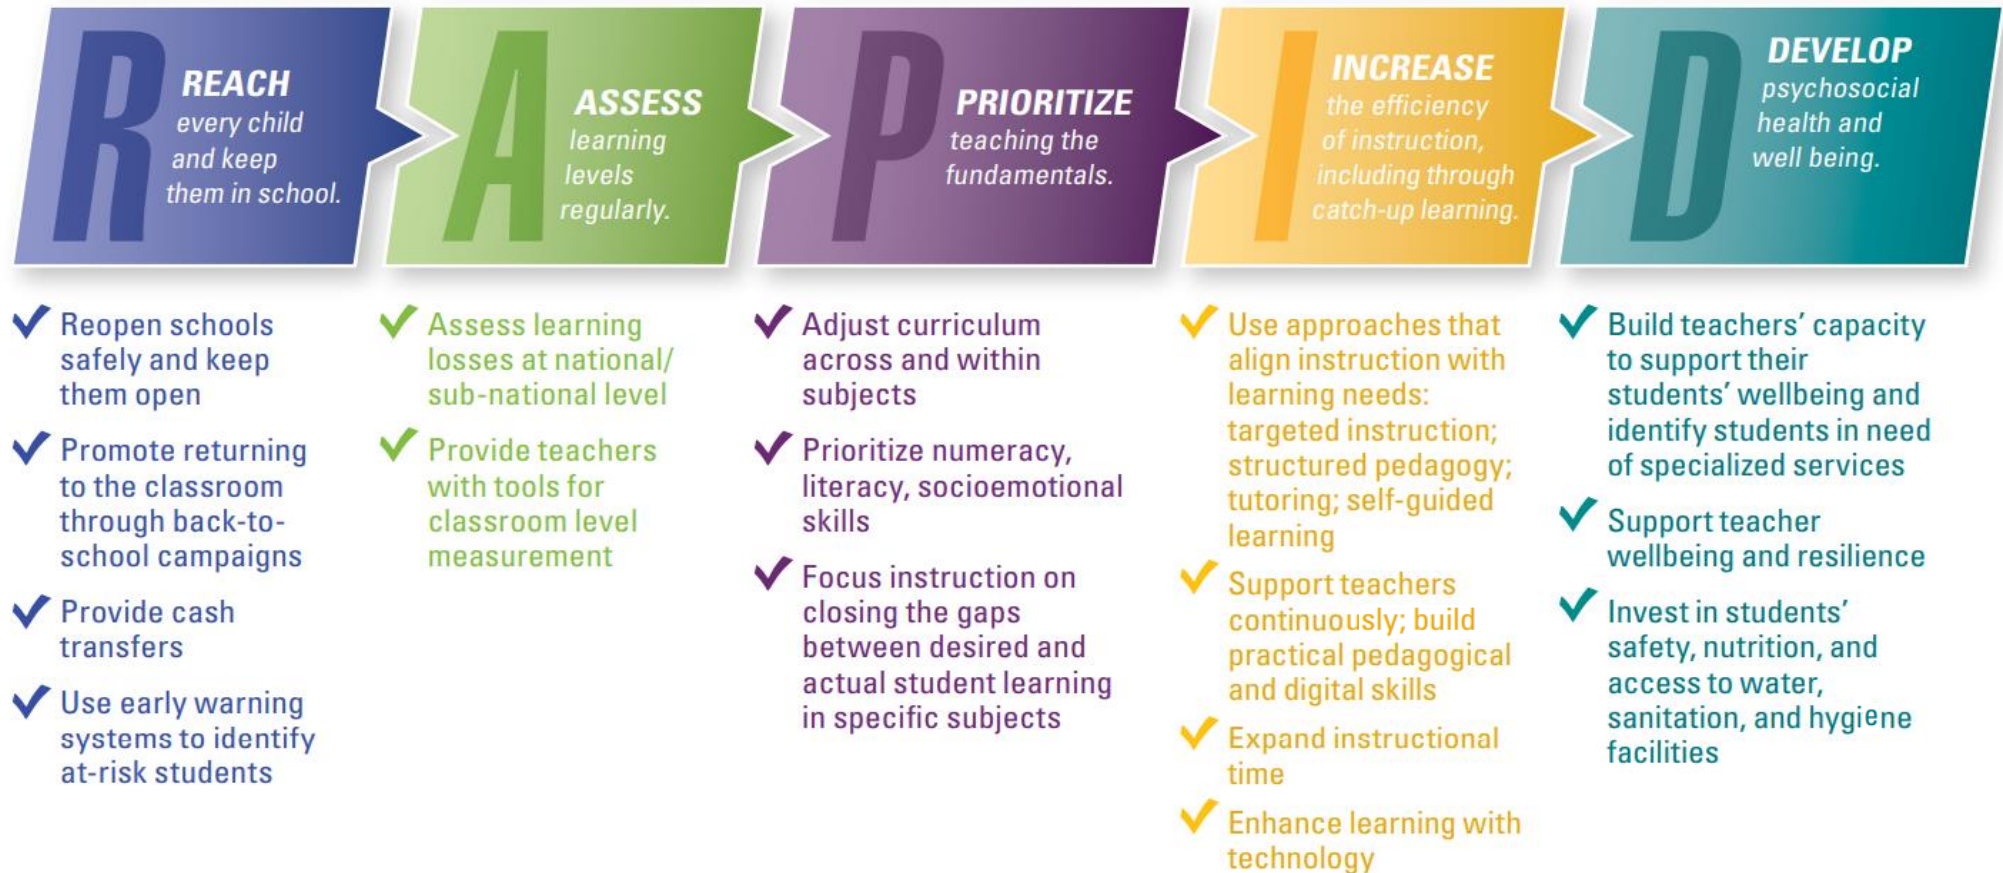 R
REACH
every child
and keep
them in school.
Reopen schools
safely and keep
them open
Promote returning
to the classroom
through back-to-
school campaigns
Provide cash
transfers
Use early warning
systems to identify
at-risk students
A
ASSESS
learning
levels
regularly.
Assess learning
losses at national/
sub-national level
Provide teachers
with tools for
classroom level
measurement
P
PRIORITIZE
teaching the
fundamentals.
Adjust curriculum
across and within
subjects
Prioritize numeracy,
literacy, socioemotional
skills
Focus instruction on
closing the gaps
between desired and
actual student learning
in specific subjects
I
INCREASE
the efficiency
of instruction,
including through
catch-up learning.
Use approaches that
align instruction with
learning needs:
targeted instruction;
structured pedagogy;
tutoring; self-guided
learning
Support teachers
continuously; build
practical pedagogical
and digital skills
Expand instructional
time
Enhance learning with
technology
D
DEVELOP
psychosocial
health and
well being.
Build teachers’ capacity
to support their
students’ wellbeing and
identify students in need
of specialized services
Support teacher
wellbeing and resilience
Invest in students’
safety, nutrition, and
access to water,
sanitation, and hygiene
facilities